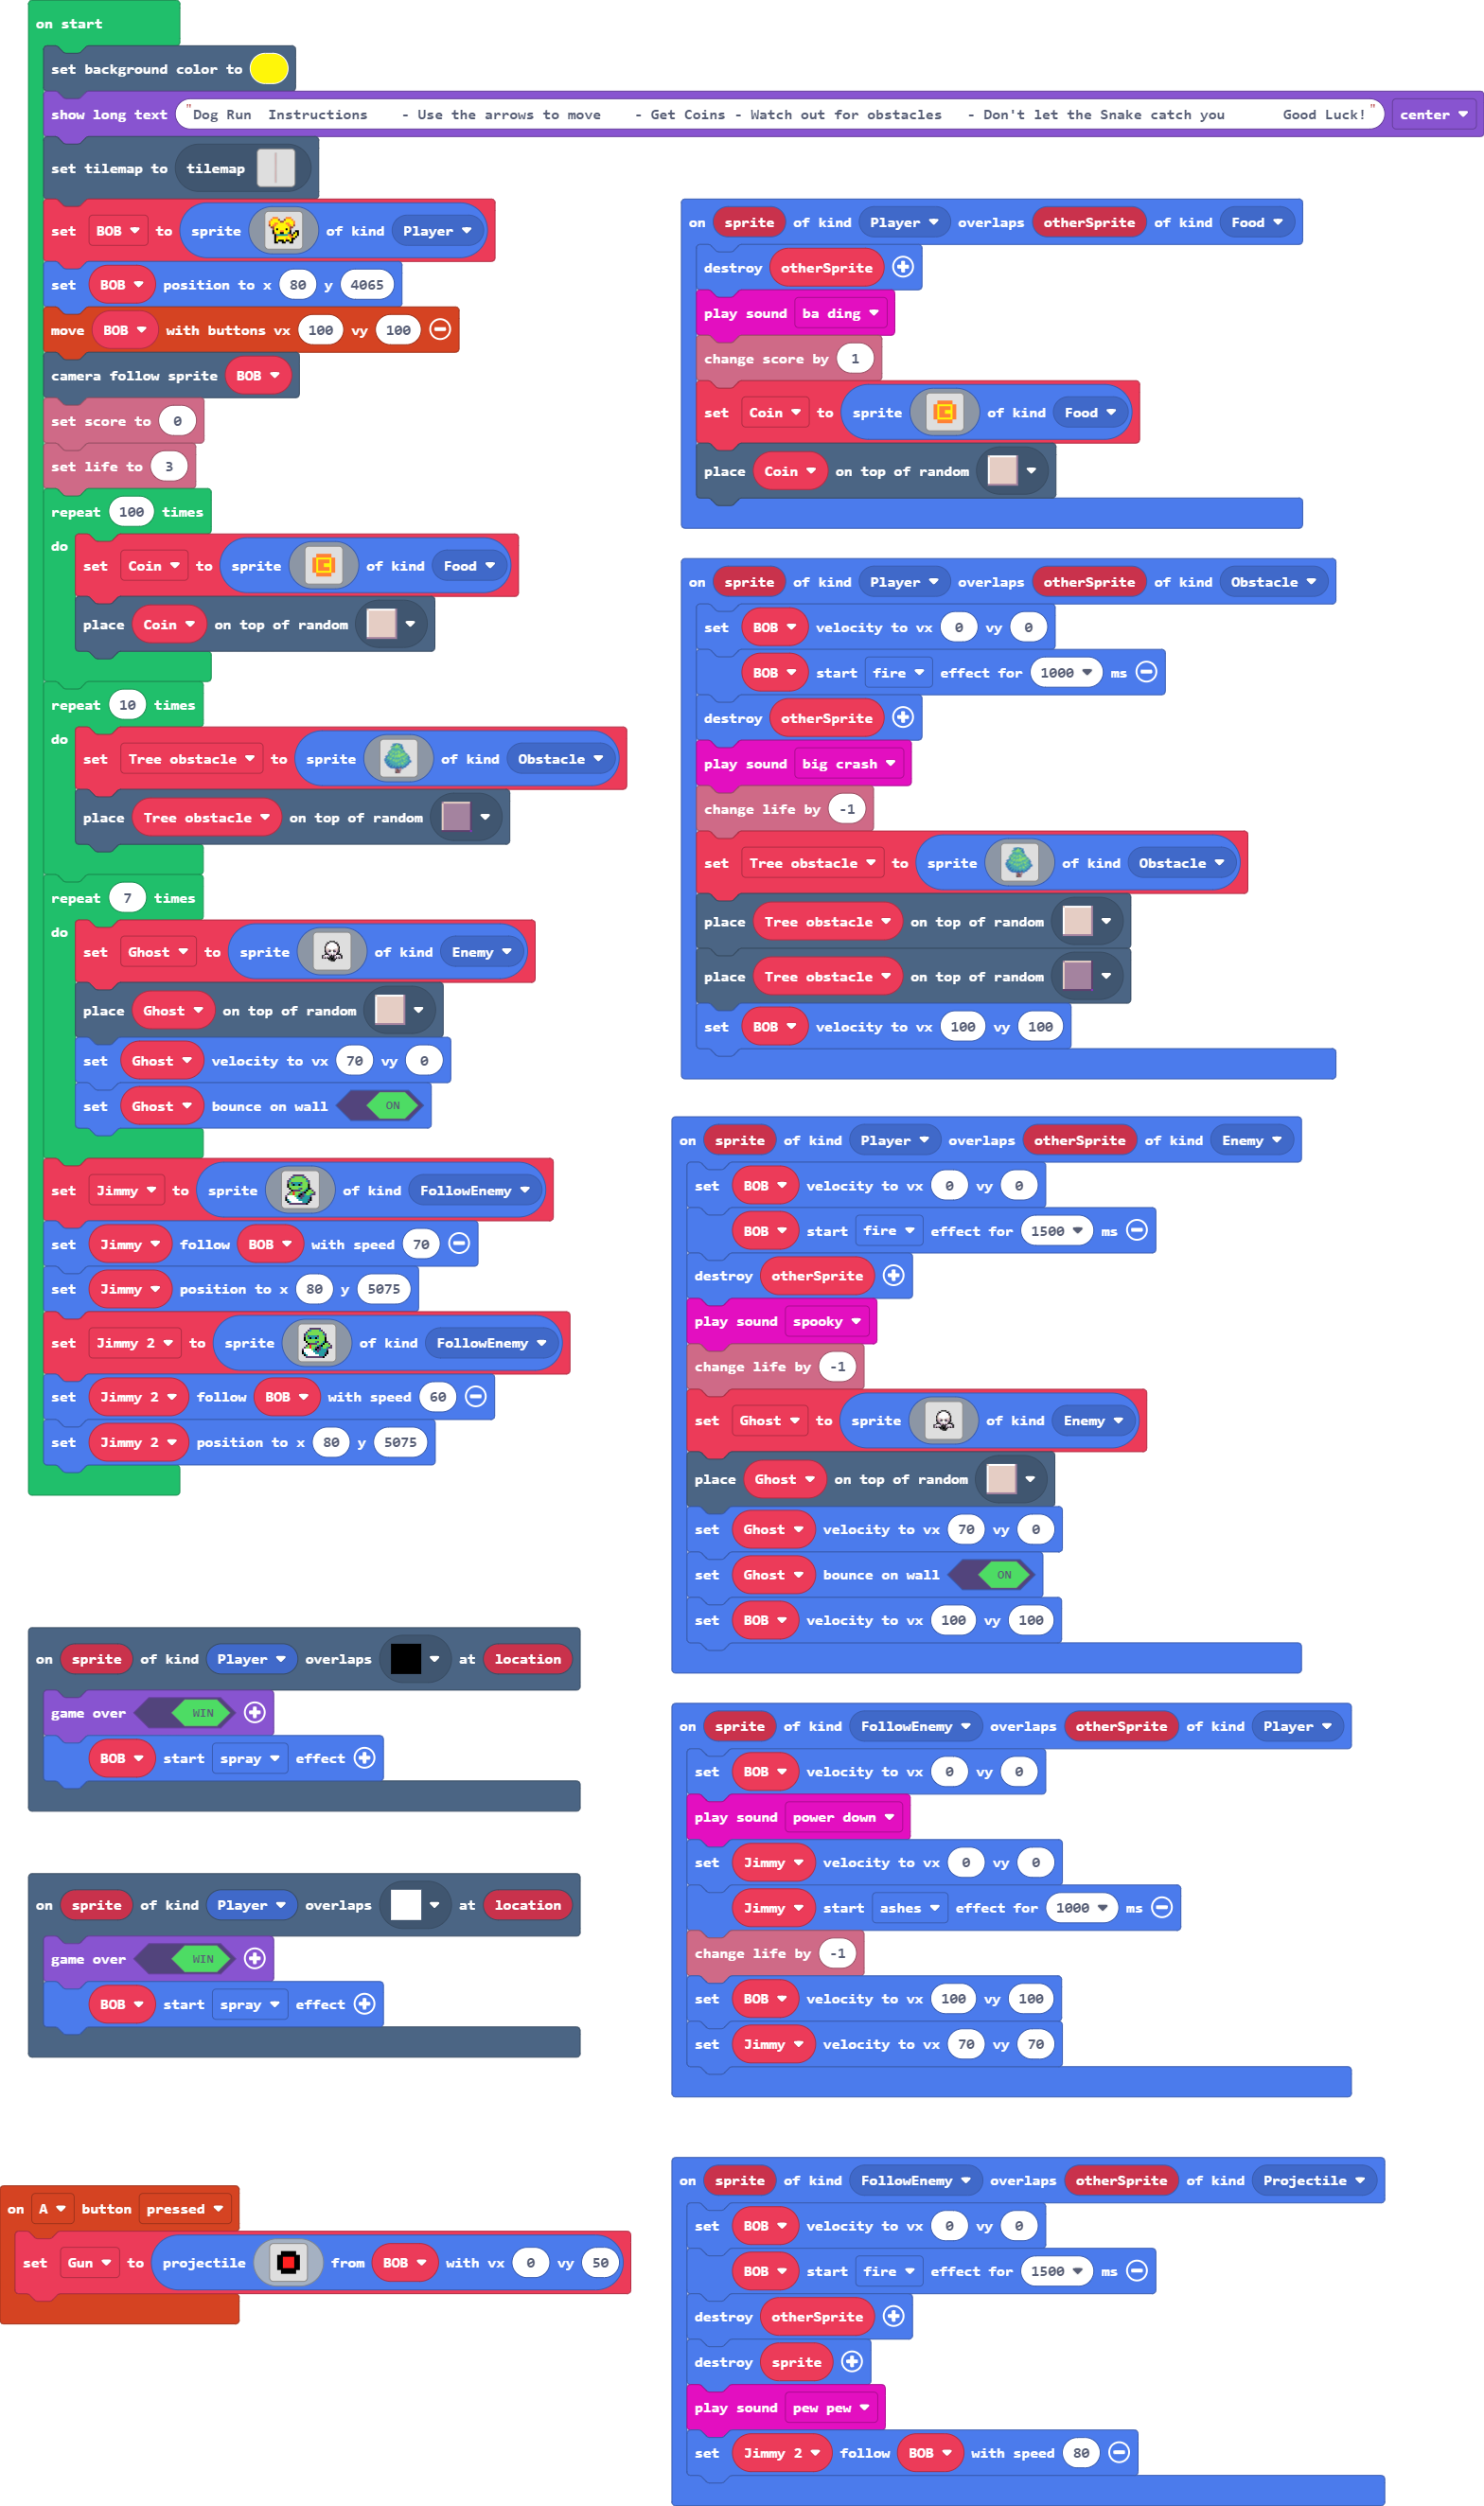 on start
set background color to
show long text "Dog Run  Instructions    - Use the arrows to move    - Get Coins - Watch out for obstacles   - Don't let the Snake catch you       Good Luck!" center
set tilemap to tilemap
set BOB to sprite of kind Player
set BOB position to x 80 y 4065
move BOB with buttons vx 100 vy 100
camera follow sprite BOB
set score to 0
set life to 3
repeat 100 times
do
set Coin to sprite of kind Food
place Coin on top of random
repeat 10 times
do
set Tree obstacle to sprite of kind Obstacle
place Tree obstacle on top of random
repeat 7 times
do
set Ghost to sprite of kind Enemy
place Ghost on top of random
set Ghost velocity to vx 70 vy 0
set Ghost bounce on wall ON
set Jimmy to sprite of kind FollowEnemy
set Jimmy follow BOB with speed 70
set Jimmy position to x 80 y 5075
set Jimmy 2 to sprite of kind FollowEnemy
set Jimmy 2 follow BOB with speed 60
set Jimmy 2 position to x 80 y 5075
on sprite of kind Player overlaps at location
game over WIN
BOB start spray effect
on sprite of kind Player overlaps at location
game over WIN
BOB start spray effect
on A button pressed
set Gun to projectile from BOB with vx 0 vy 50
on sprite of kind Player overlaps otherSprite of kind Food
destroy otherSprite
play sound ba ding
change score by 1
set Coin to sprite of kind Food
place Coin on top of random
on sprite of kind Player overlaps otherSprite of kind Obstacle
set BOB velocity to vx 0 vy 0
BOB start fire effect for 1000 ms
destroy otherSprite
play sound big crash
change life by -1
set Tree obstacle to sprite of kind Obstacle
place Tree obstacle on top of random
place Tree obstacle on top of random
set BOB velocity to vx 100 vy 100
on sprite of kind Player overlaps otherSprite of kind Enemy
set BOB velocity to vx 0 vy 0
BOB start fire effect for 1500 ms
destroy otherSprite
play sound spooky
change life by -1
set Ghost to sprite of kind Enemy
place Ghost on top of random
set Ghost velocity to vx 70 vy 0
set Ghost bounce on wall ON
set BOB velocity to vx 100 vy 100
on sprite of kind FollowEnemy overlaps otherSprite of kind Player
set BOB velocity to vx 0 vy 0
play sound power down
set Jimmy velocity to vx 0 vy 0
Jimmy start ashes effect for 1000 ms
change life by -1
set BOB velocity to vx 100 vy 100
set Jimmy velocity to vx 70 vy 70
on sprite of kind FollowEnemy overlaps otherSprite of kind Projectile
set BOB velocity to vx 0 vy 0
BOB start fire effect for 1500 ms
destroy otherSprite
destroy sprite
play sound pew pew
set Jimmy 2 follow BOB with speed 80